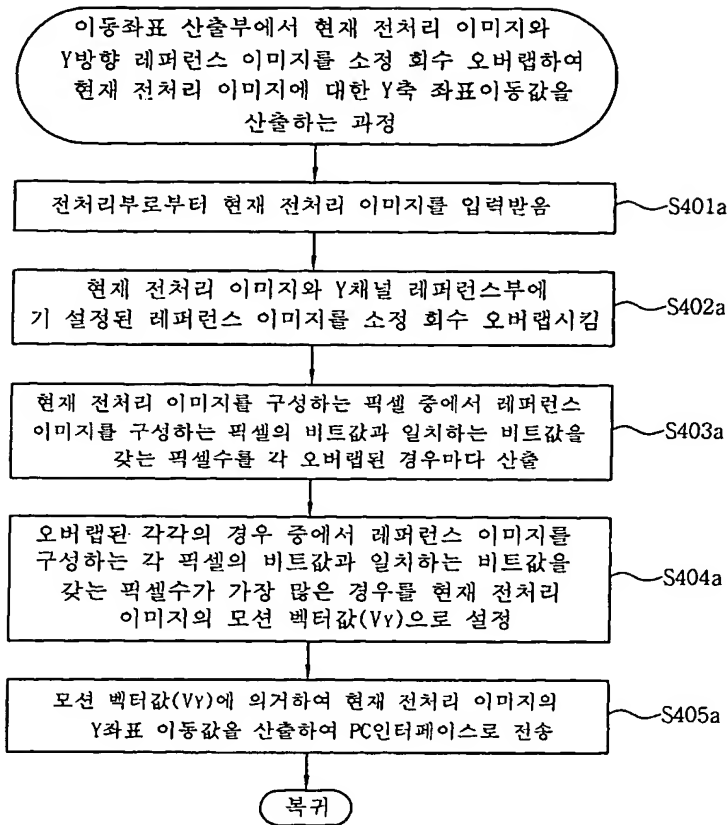 이동좌표 산출부에서 현재 전처리 이미지와
Y방향 레퍼런스 이미지를 소정 회수 오버랩하여
현재 전처리 이미지에 대한 Y축 좌표이동값을
산출하는 과정
전처리부로부터 현재 전처리 이미지를 입력받음
S401a
현재 전처리 이미지와 Y채널 레퍼런스부에
기 설정된 레퍼런스 이미지를 소정 회수 오버랩시킴
S402a
현재 전처리 이미지를 구성하는 픽셀 중에서 레퍼런스
이미지를 구성하는 픽셀의 비트값과 일치하는 비트값을
갖는 픽셀수를 각 오버랩된 경우마다 산출
S403a
오버랩된 각각의 경우 중에서 레퍼런스 이미지를
구성하는 각 픽셀의 비트값과 일치하는 비트값을
갖는 픽셀수가 가장 많은 경우를 현재 전처리
이미지의 모션 벡터값(VY)으로 설정
S404a
모션 벡터값(VY)에 의거하여 현재 전처리 이미지의
Y좌표 이동값을 산출하여 PC인터페이스로 전송
S405a
복귀